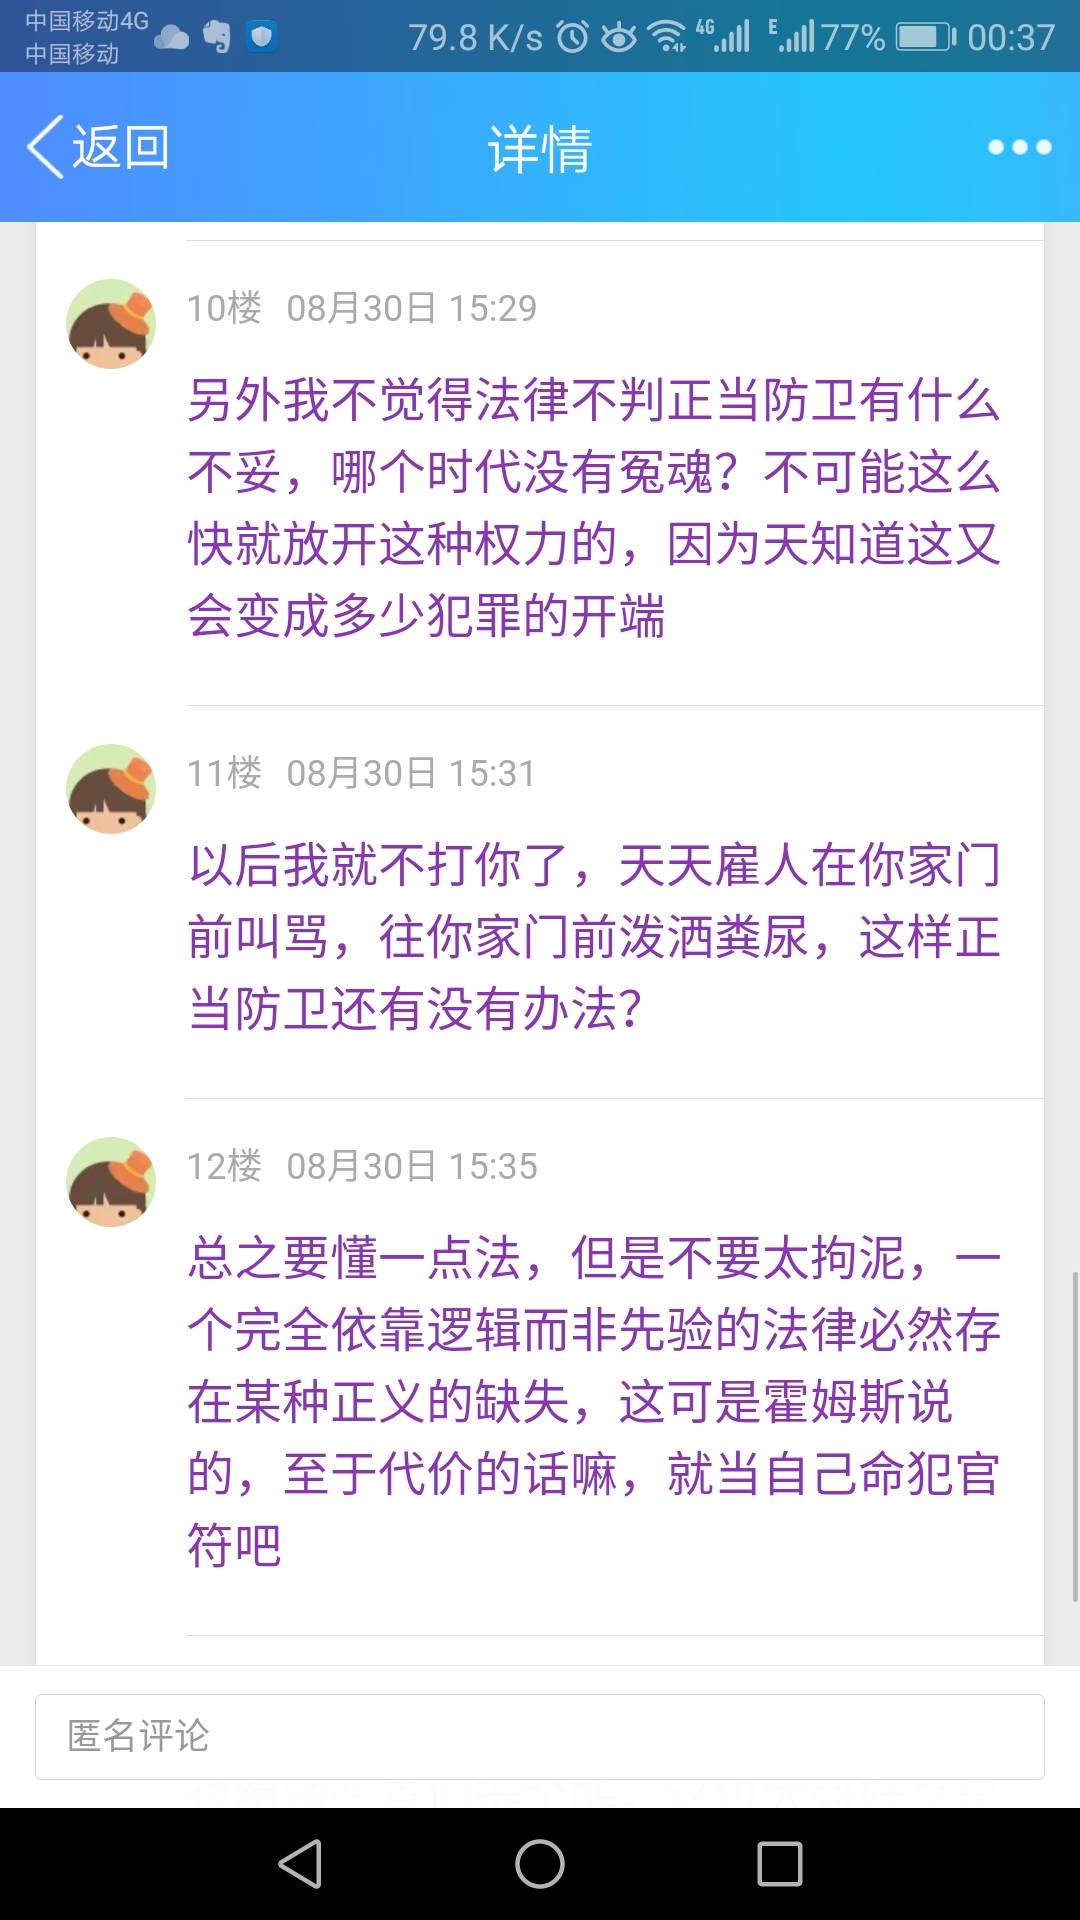 中国移动4G
中国移动
79.8 K/s 4G E 77% 00:37
返回 详情
10楼 08月30日 15:29
另外我不觉得法律不判正当防卫有什么
不妥，哪个时代没有冤魂？不可能这么
快就放开这种权力的，因为天知道这又
会变成多少犯罪的开端
11楼 08月30日 15:31
以后我就不打你了，天天雇人在你家门
前叫骂，往你家门前泼洒粪尿，这样正
当防卫还有没有办法？
12楼 08月30日 15:35
总之要懂一点法，但是不要太拘泥，一
个完全依靠逻辑而非先验的法律必然存
在某种正义的缺失，这可是霍姆斯说
的，至于代价的话嘛，就当自己命犯官
符吧
匿名评论